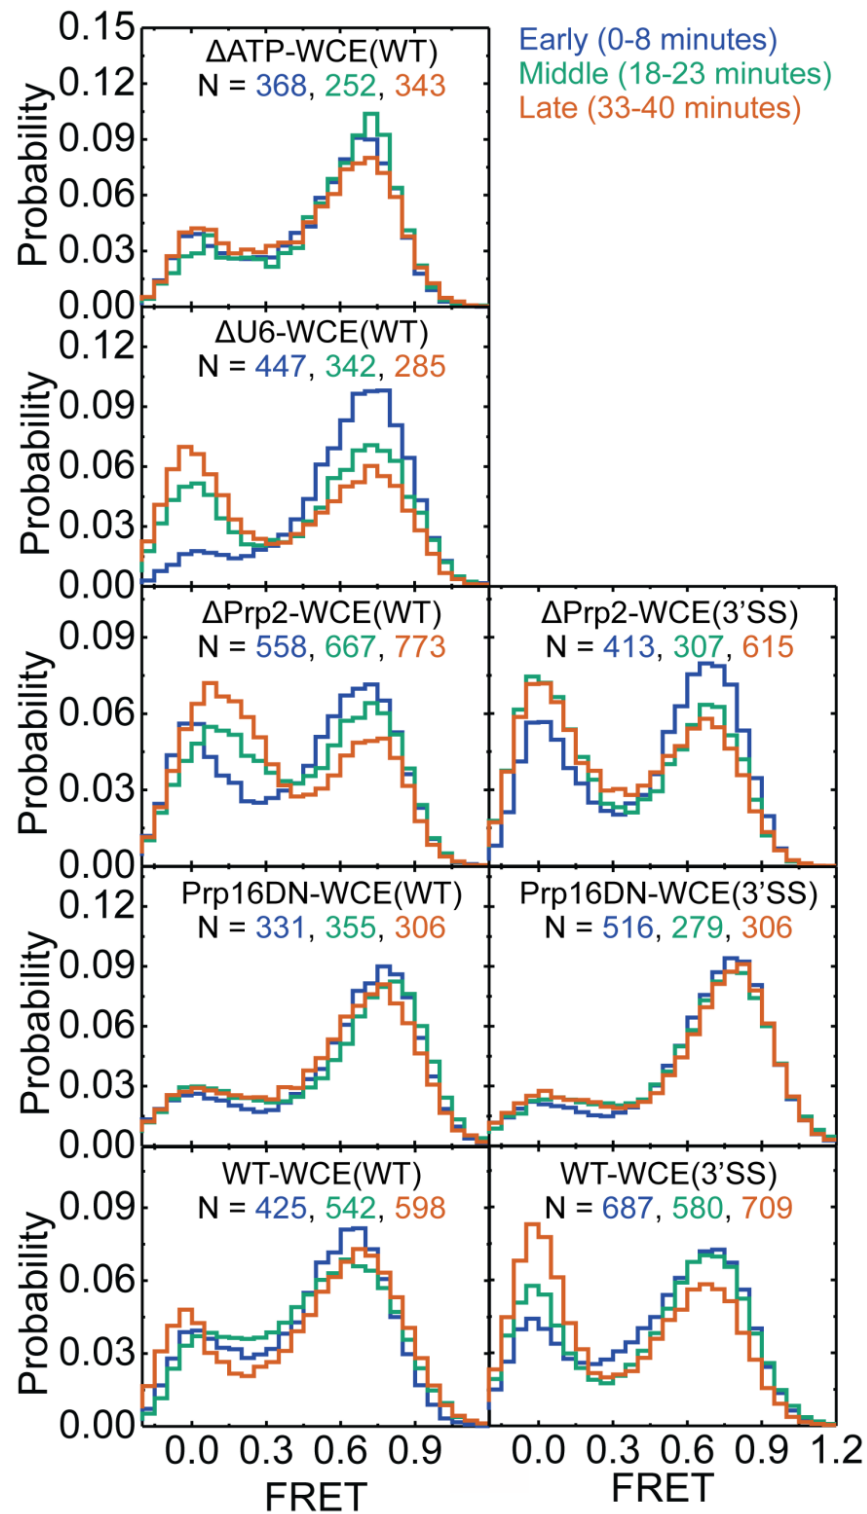 Early (0-8 minutes)
Middle (18-23 minutes)
Late (33-40 minutes)
Probability
0.15
0.12
0.09
0.06
0.03
0.00
ΔATP-WCE(WT)
N = 368, 252, 343
Probability
0.12
0.09
0.06
0.03
0.00
ΔU6-WCE(WT)
N = 447, 342, 285
Probability
0.09
0.06
0.03
0.00
ΔPrp2-WCE(WT)
N = 558, 667, 773
ΔPrp2-WCE(3'SS)
N = 413, 307, 615
Probability
0.12
0.09
0.06
0.03
0.00
Prp16DN-WCE(WT)
N = 331, 355, 306
Prp16DN-WCE(3'SS)
N = 516, 279, 306
Probability
0.09
0.06
0.03
0.00
WT-WCE(WT)
N = 425, 542, 598
WT-WCE(3'SS)
N = 687, 580, 709
0.0 0.3 0.6 0.9
0.0 0.3 0.6 0.9 1.2
FRET
FRET